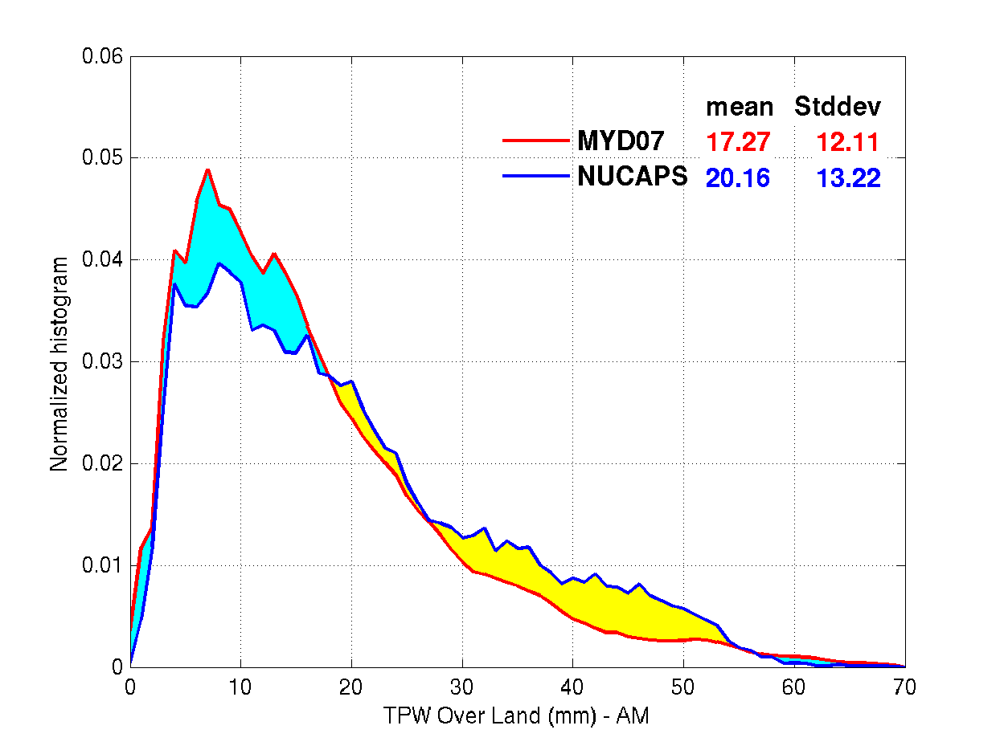 0.06
0.05
0.04
0.03
0.02
0.01
0
Normalized histogram
mean Stddev
MYD07 17.27 12.11
NUCAPS 20.16 13.22
0 10 20 30 40 50 60 70
TPW Over Land (mm) - AM